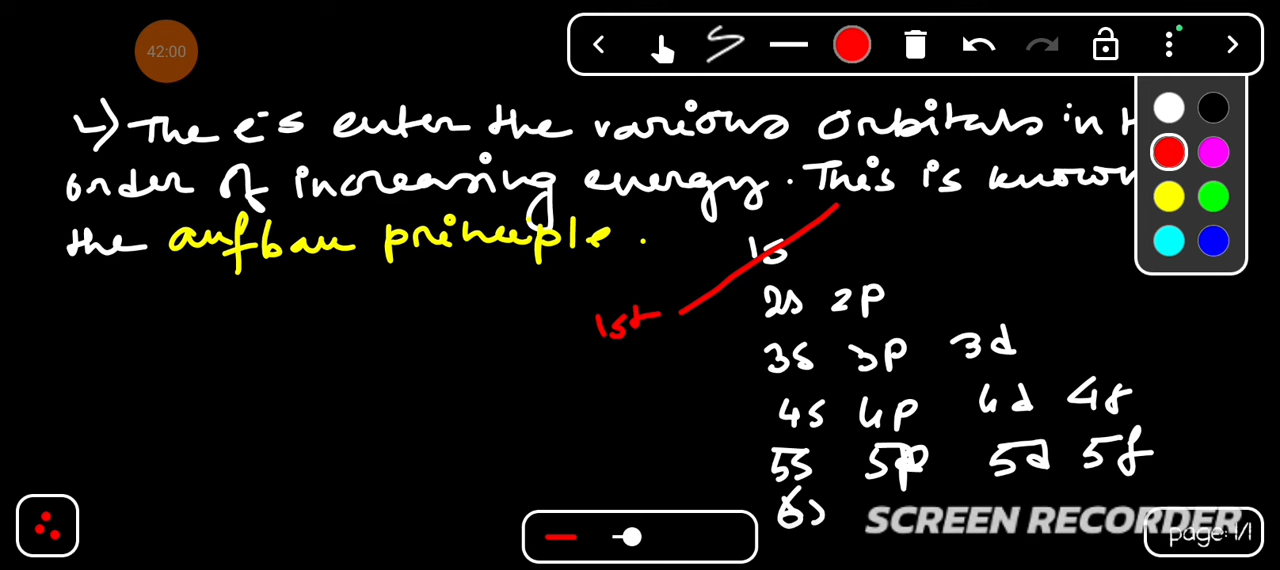 42:00
4) The e⁻s enter the various orbitals in
order of increasing energy. This is known
the aufbau principle.
1s
1st
2s 2p
3s 3p 3d
4s 4p 4d 4f
5s 5p 5d 5f
6s
SCREEN RECORDER
page:1/1